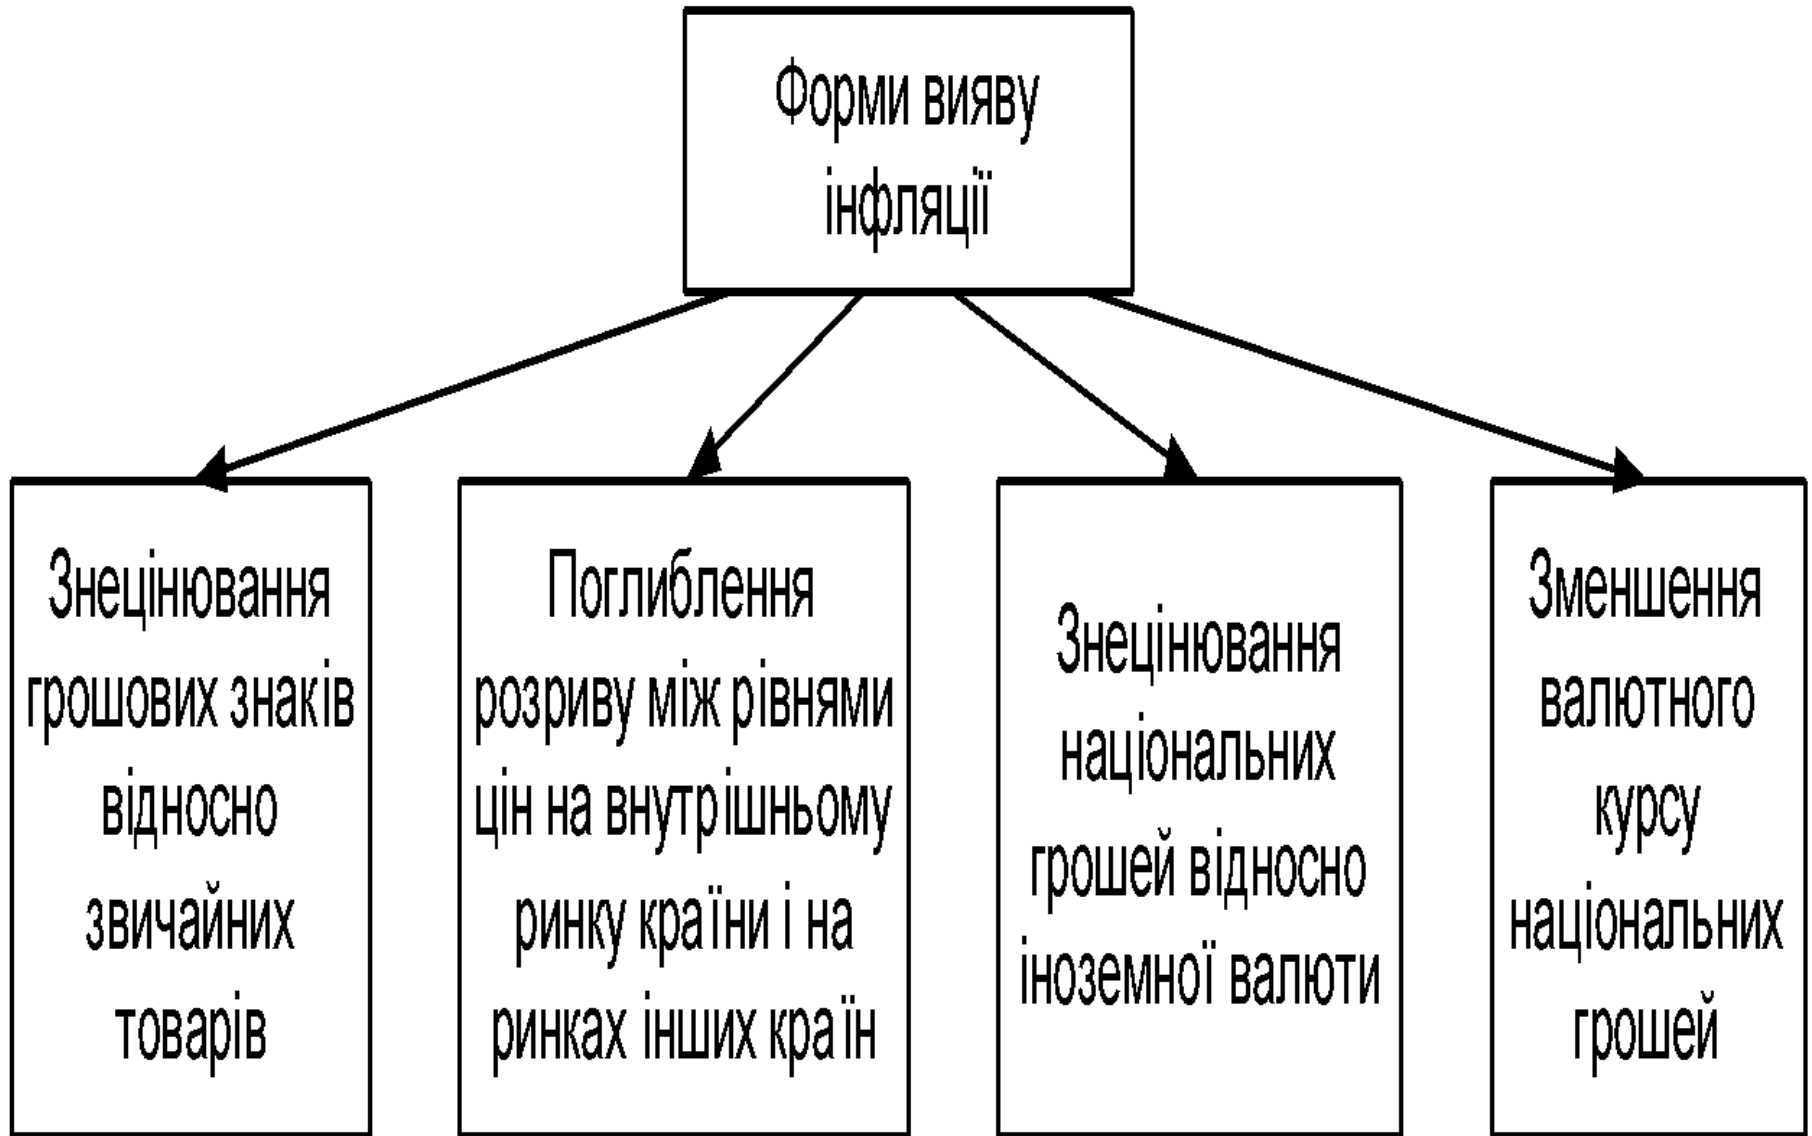 Форми вияву
інфляції
Знецінювання
грошових знаків
відносно
звичайних
товарів
Поглиблення
розриву між рівнями
цін на внутрішньому
ринку країни і на
ринках інших країн
Знецінювання
національних
грошей відносно
іноземної валюти
Зменшення
валютного
курсу
національних
грошей